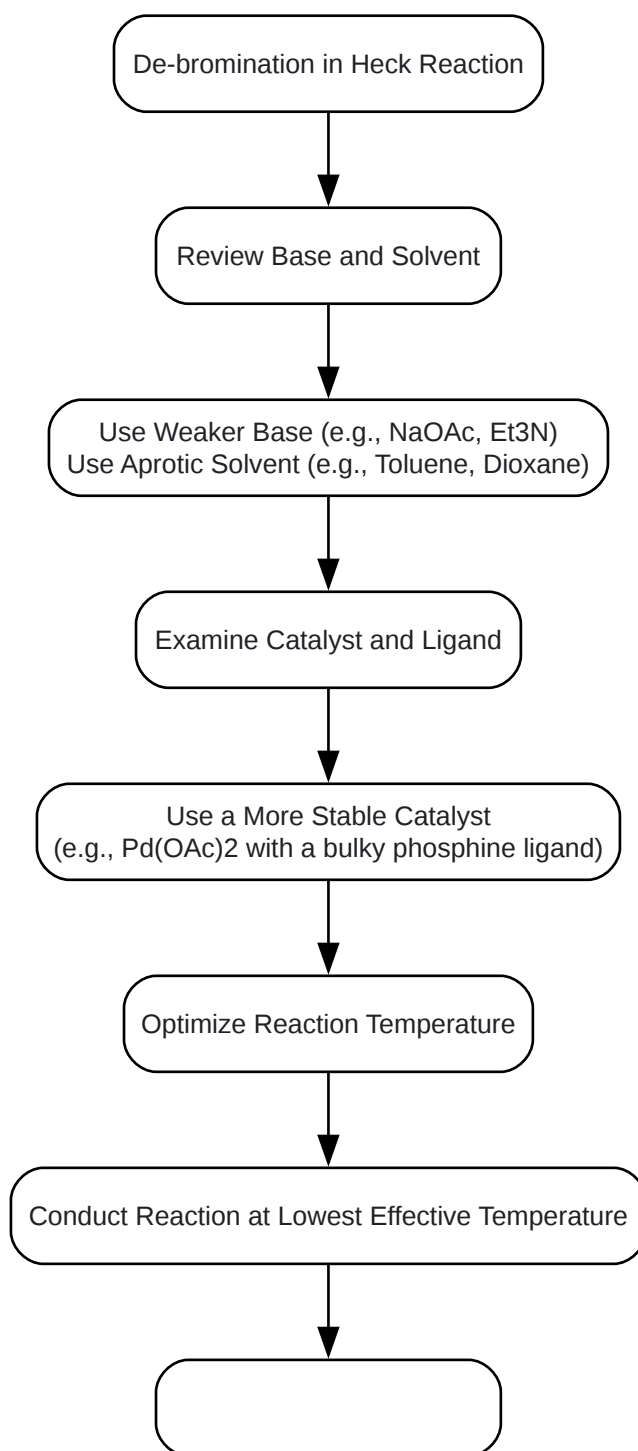 De-bromination in Heck Reaction
Review Base and Solvent
Use Weaker Base (e.g., NaOAc, Et3N)
Use Aprotic Solvent (e.g., Toluene, Dioxane)
Examine Catalyst and Ligand
Use a More Stable Catalyst
(e.g., Pd(OAc)2 with a bulky phosphine ligand)
Optimize Reaction Temperature
Conduct Reaction at Lowest Effective Temperature